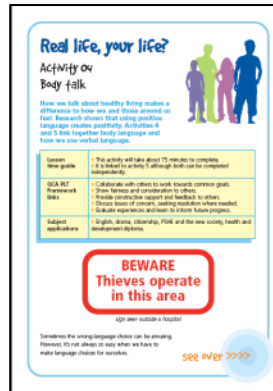 Real life, your life?
Activity 04
Body talk
How we talk about healthy living makes a
difference to how we and those around us
feel. Research shows that using positive
language creates positivity. Activities 4
and 5 link together body language and
how we use verbal language.
Lesson
time guide
• This activity will take about 75 minutes to complete.
• It is linked to activity 5 although both can be completed
independently.
QCA PLT
Framework
links
• Collaborate with others to work towards common goals.
• Show fairness and consideration to others.
• Provide constructive support and feedback to others.
• Discuss issues of concern, seeking resolution where needed.
• Evaluate experiences and learn to inform future progress.
Subject
applications
• English, drama, citizenship, PSHE and the new society, health and
development diploma.
BEWARE
Thieves operate
in this area
sign seen outside a hospital
Sometimes the wrong language choice can be amusing.
However, it's not always so easy when we have to
make language choices for ourselves.
see over >>>>